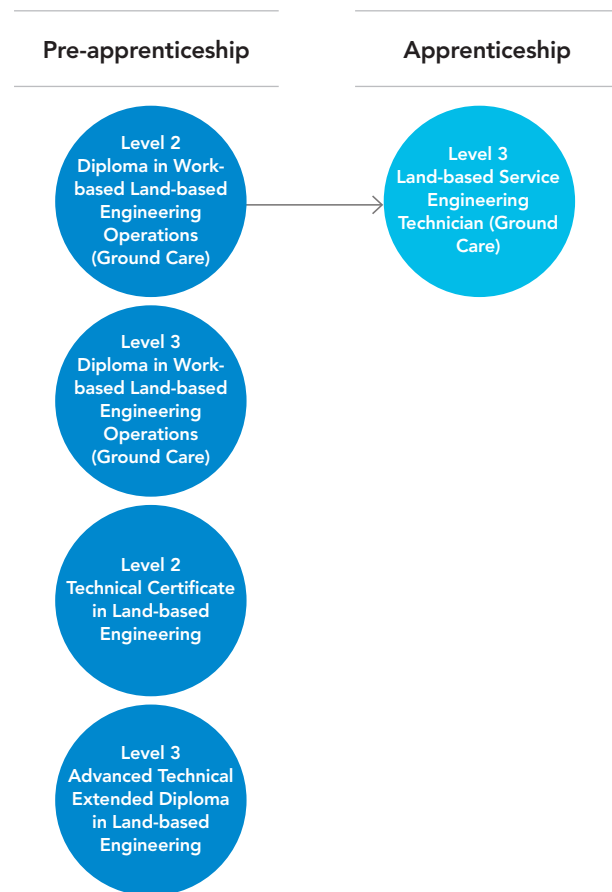 Pre-apprenticeship
Apprenticeship
Level 2
Diploma in Work-
based Land-based
Engineering
Operations
(Ground Care)
Level 3
Land-based Service
Engineering
Technician (Ground
Care)
Level 3
Diploma in Work-
based Land-based
Engineering
Operations
(Ground Care)
Level 2
Technical Certificate
in Land-based
Engineering
Level 3
Advanced Technical
Extended Diploma
in Land-based
Engineering